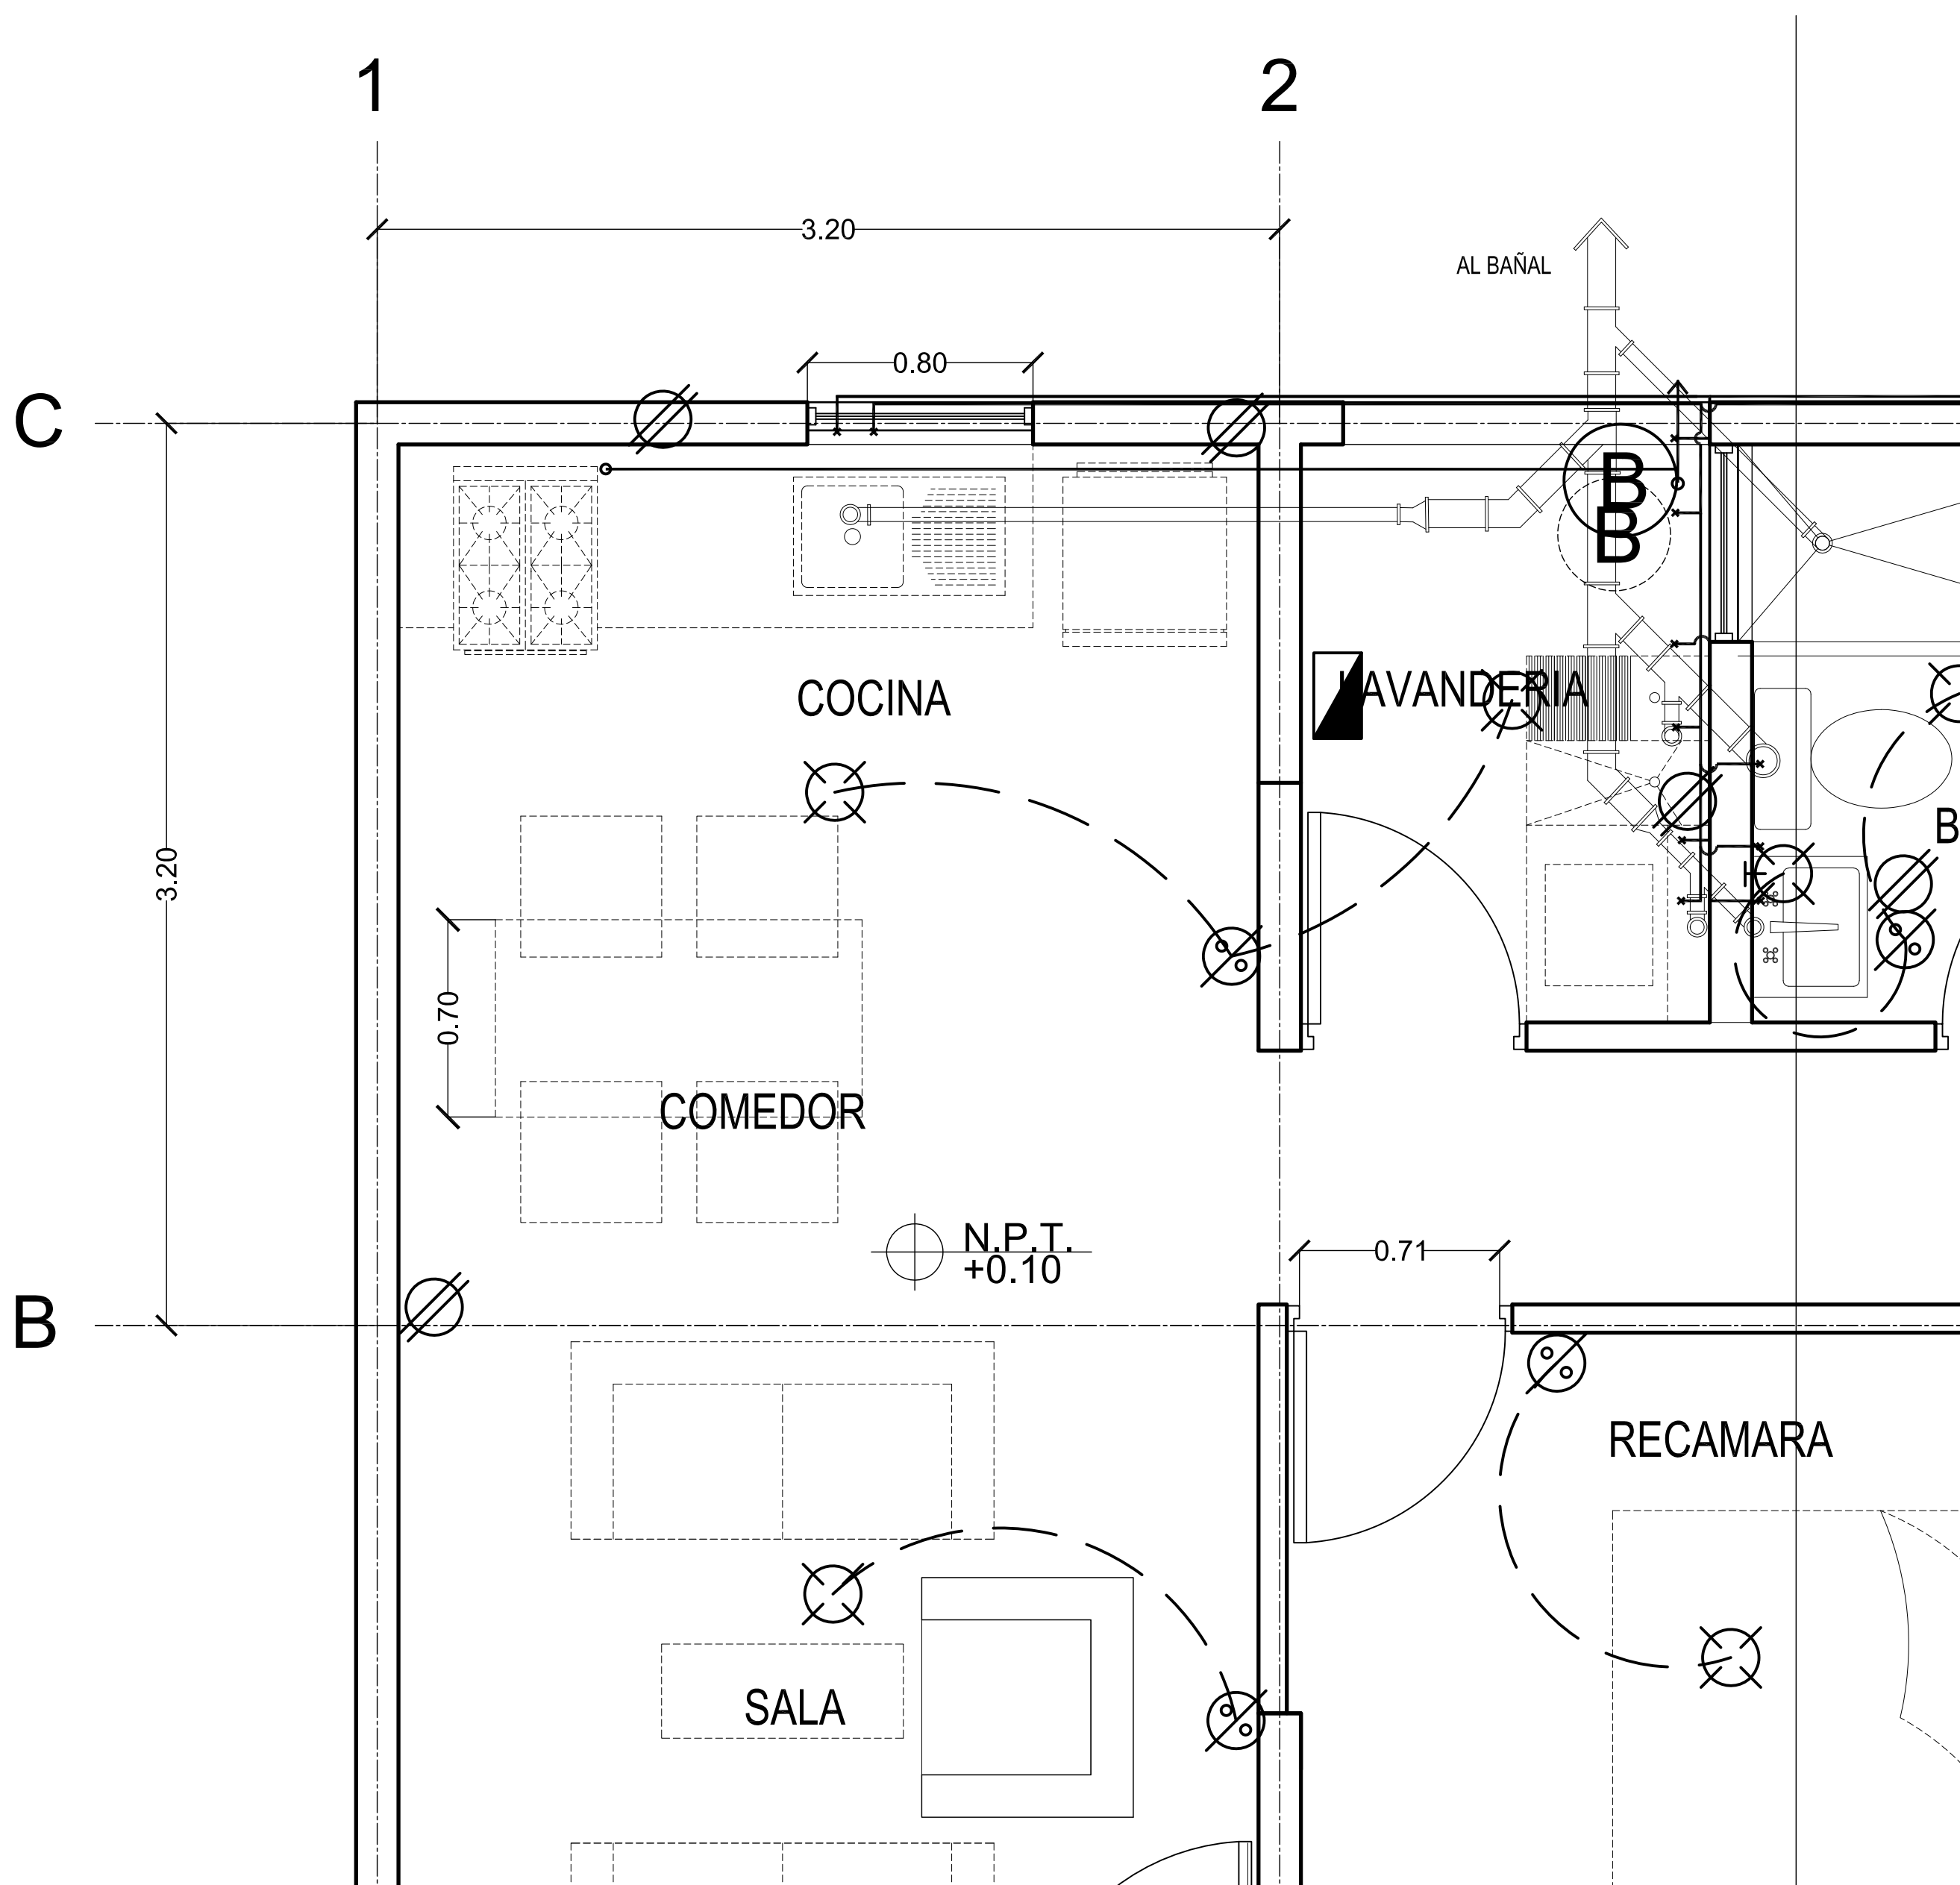 1
2
3.20
AL BAÑAL
0.80
C
B
B
COCINA
LAVANDERIA
B
3.20
0.70
COMEDOR
N.P.T.
+0.10
0.71
B
RECAMARA
SALA